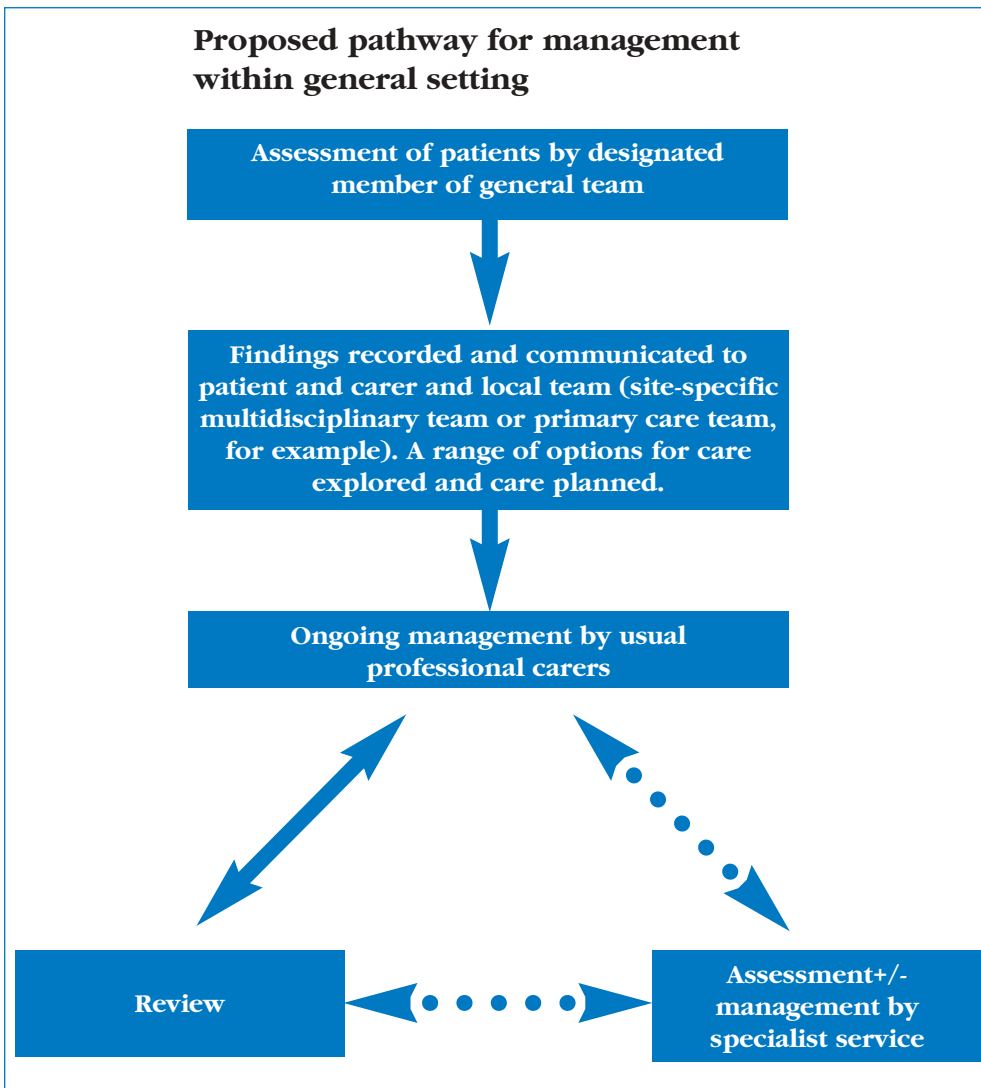 Proposed pathway for management
within general setting
Assessment of patients by designated
member of general team
Findings recorded and communicated to
patient and carer and local team (site-specific
multidisciplinary team or primary care team,
for example). A range of options for care
explored and care planned.
Ongoing management by usual
professional carers
Review
Assessment+/-
management by
specialist service